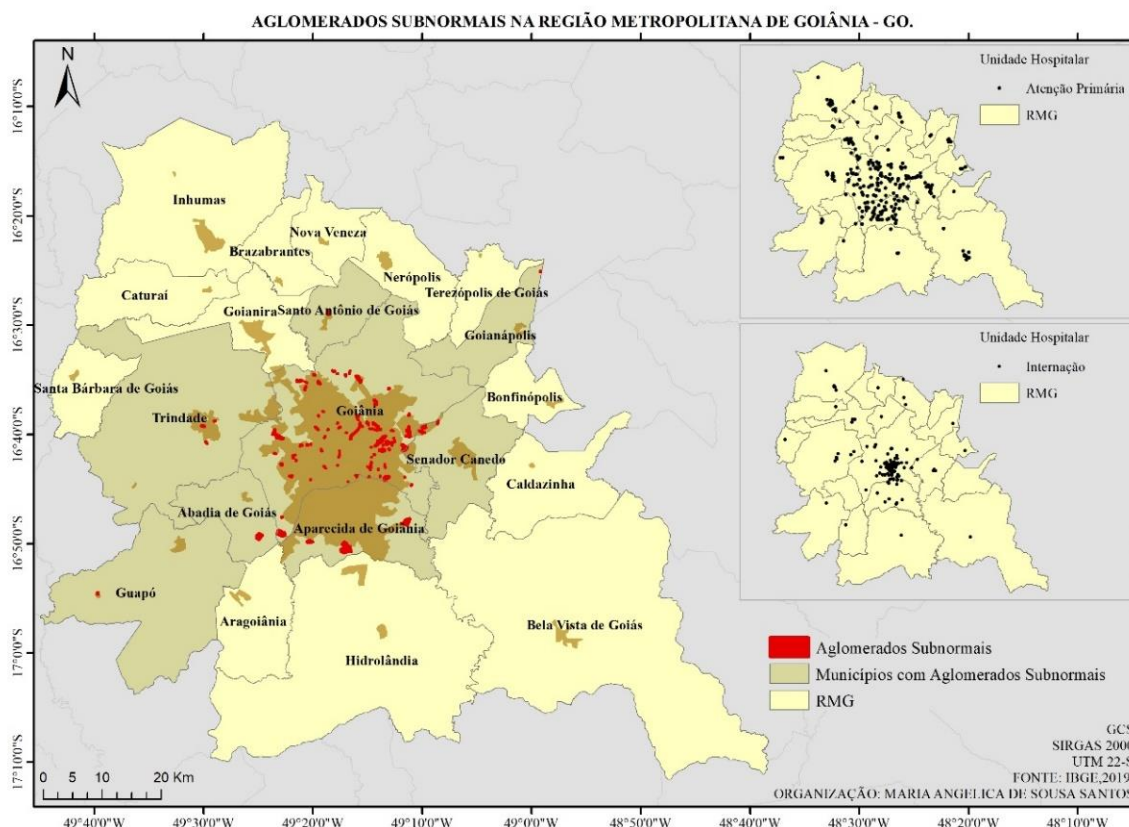 AGLOMERADOS SUBNORMAIS NA REGIÃO METROPOLITANA DE GOIÂNIA - GO.
N
16°10'0"S
16°20'0"S
16°30'0"S
16°40'0"S
16°50'0"S
17°0'0"S
17°10'0"S
Inhumas
Nova Veneza
Brazabrantes
Nerópolis
Caturaí
Terezópolis de Goiás
Goianira
Santo Antônio de Goiás
Goianápolis
Santa Bárbara de Goiás
Bonfinópolis
Goiânia
Trindade
Senador Canedo
Caldazinha
Abadia de Goiás
Aparecida de Goiânia
Guapó
Aragoiânia
Bela Vista de Goiás
Hidrolândia
Unidade Hospitalar
Atenção Primária
RMG
Unidade Hospitalar
Internação
RMG
Aglomerados Subnormais
Municípios com Aglomerados Subnormais
RMG
GCS
SIRGAS 2000
UTM 22-S
FONTE: IBGE,2019
ORGANIZAÇÃO: MARIA ANGELICA DE SOUSA SANTOS
0 5 10 20 Km
49°40'0"W 49°30'0"W 49°20'0"W 49°10'0"W 49°0'0"W 48°50'0"W 48°40'0"W 48°30'0"W 48°20'0"W 48°10'0"W